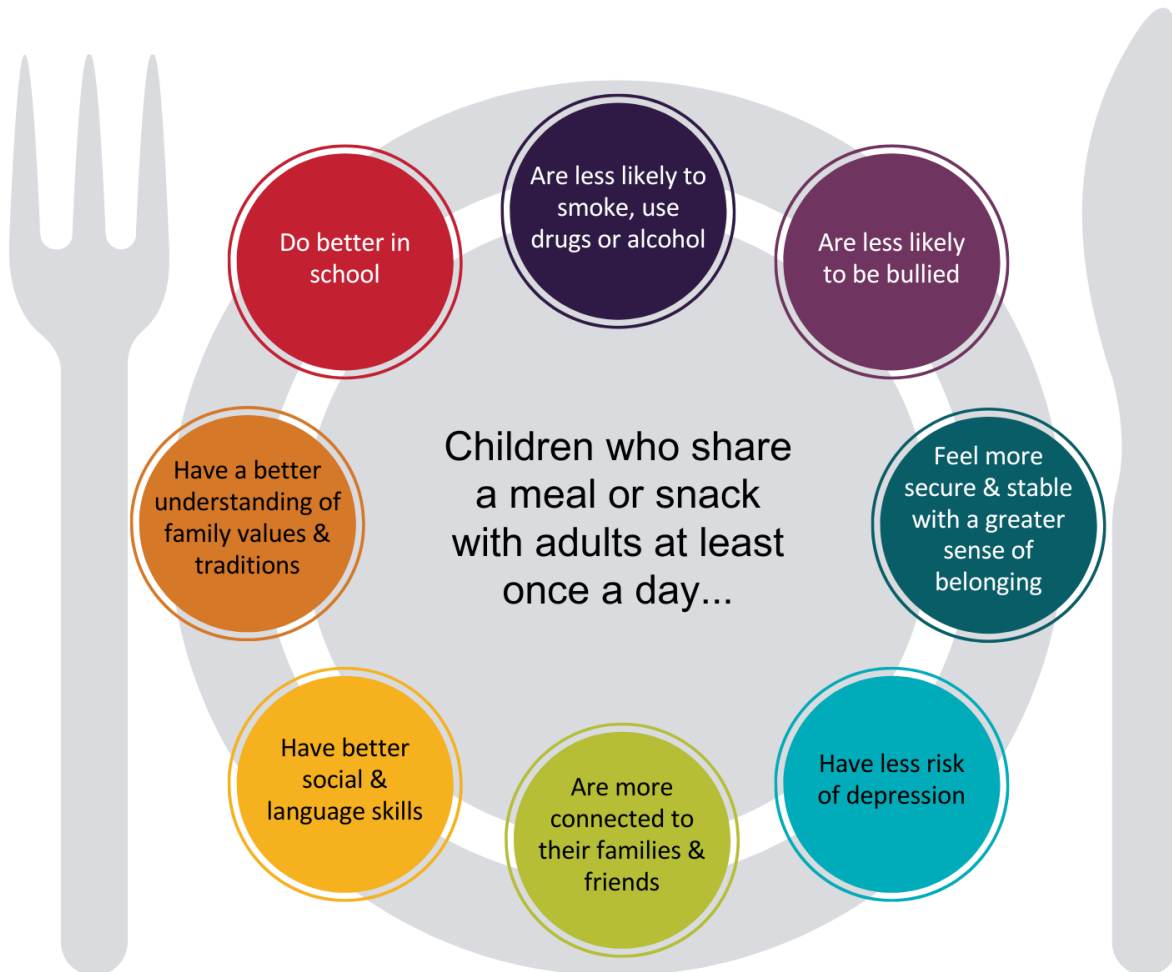 Children who share
a meal or snack
with adults at least
once a day...
Are less likely to
smoke, use
drugs or alcohol
Are less likely
to be bullied
Feel more
secure & stable
with a greater
sense of
belonging
Have less risk
of depression
Are more
connected to
their families &
friends
Have better
social &
language skills
Have a better
understanding of
family values &
traditions
Do better in
school